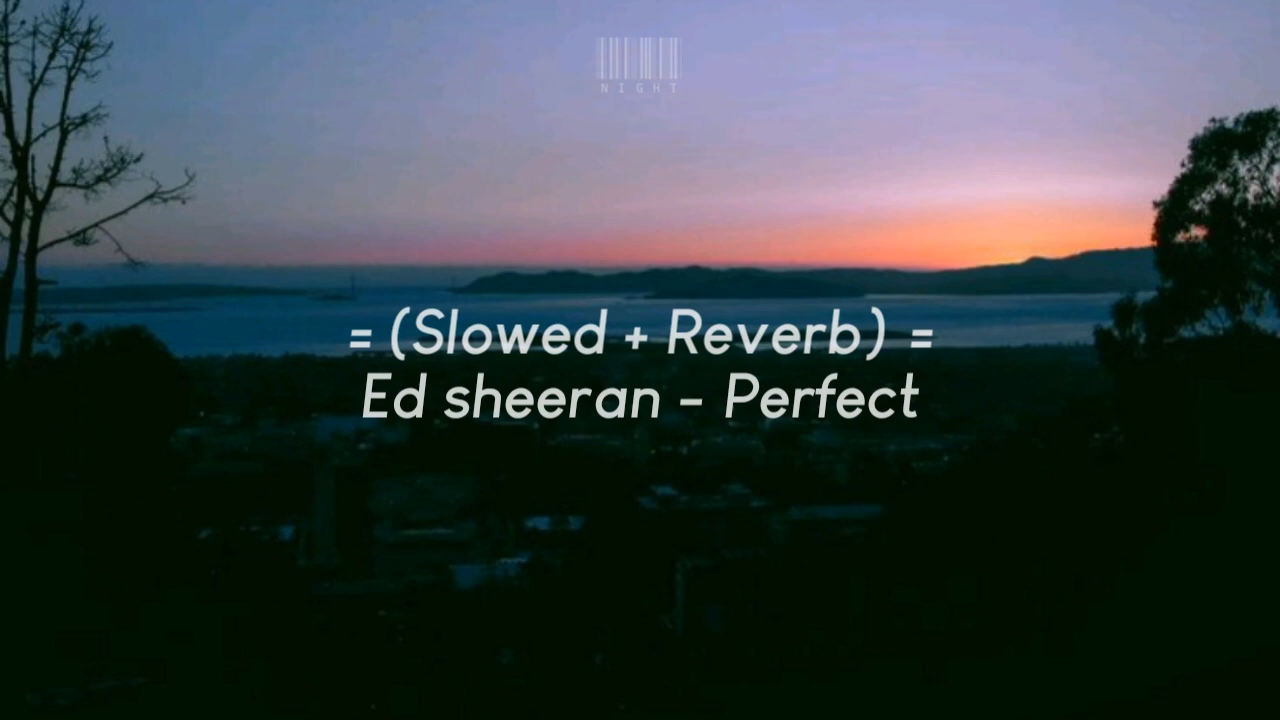 NIGHT
= (Slowed + Reverb) =
Ed sheeran - Perfect